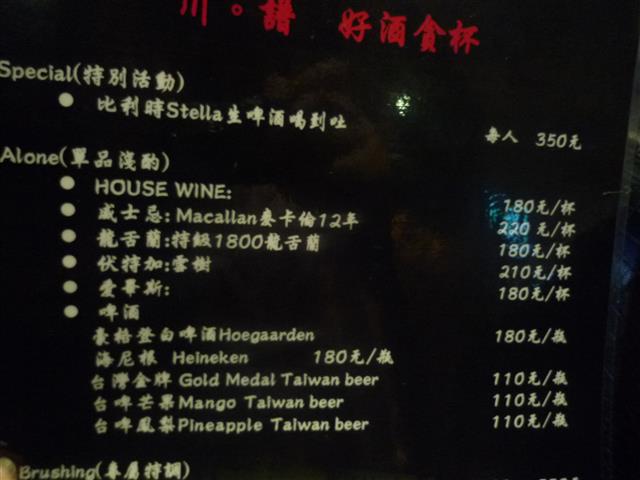 川。譜 好酒貪杯
Special(特別活動)
比利時Stella生啤酒喝到吐 每人 350元
Alone(單品淺酌)
HOUSE WINE: 180元/杯
威士忌: Macallan麥卡倫12年 220元/杯
龍舌蘭:特級1800龍舌蘭 180元/杯
伏特加:雪樹 210元/杯
愛華斯: 180元/杯
啤酒
豪格登白啤酒Hoegaarden 180元/瓶
海尼根 Heineken 180元/瓶
台灣金牌 Gold Medal Taiwan beer 110元/瓶
台啤芒果Mango Taiwan beer 110元/瓶
台啤鳳梨Pineapple Taiwan beer 110元/瓶
Brushing(專屬特調)